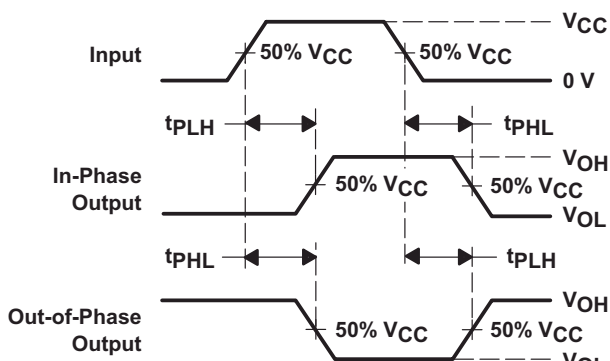 VCC
Input
50% VCC
50% VCC
0 V
tPLH
tPHL
VOH
In-Phase
Output
50% VCC
50% VCC
VOL
tPHL
tPLH
VOH
Out-of-Phase
Output
50% VCC
50% VCC
VOL